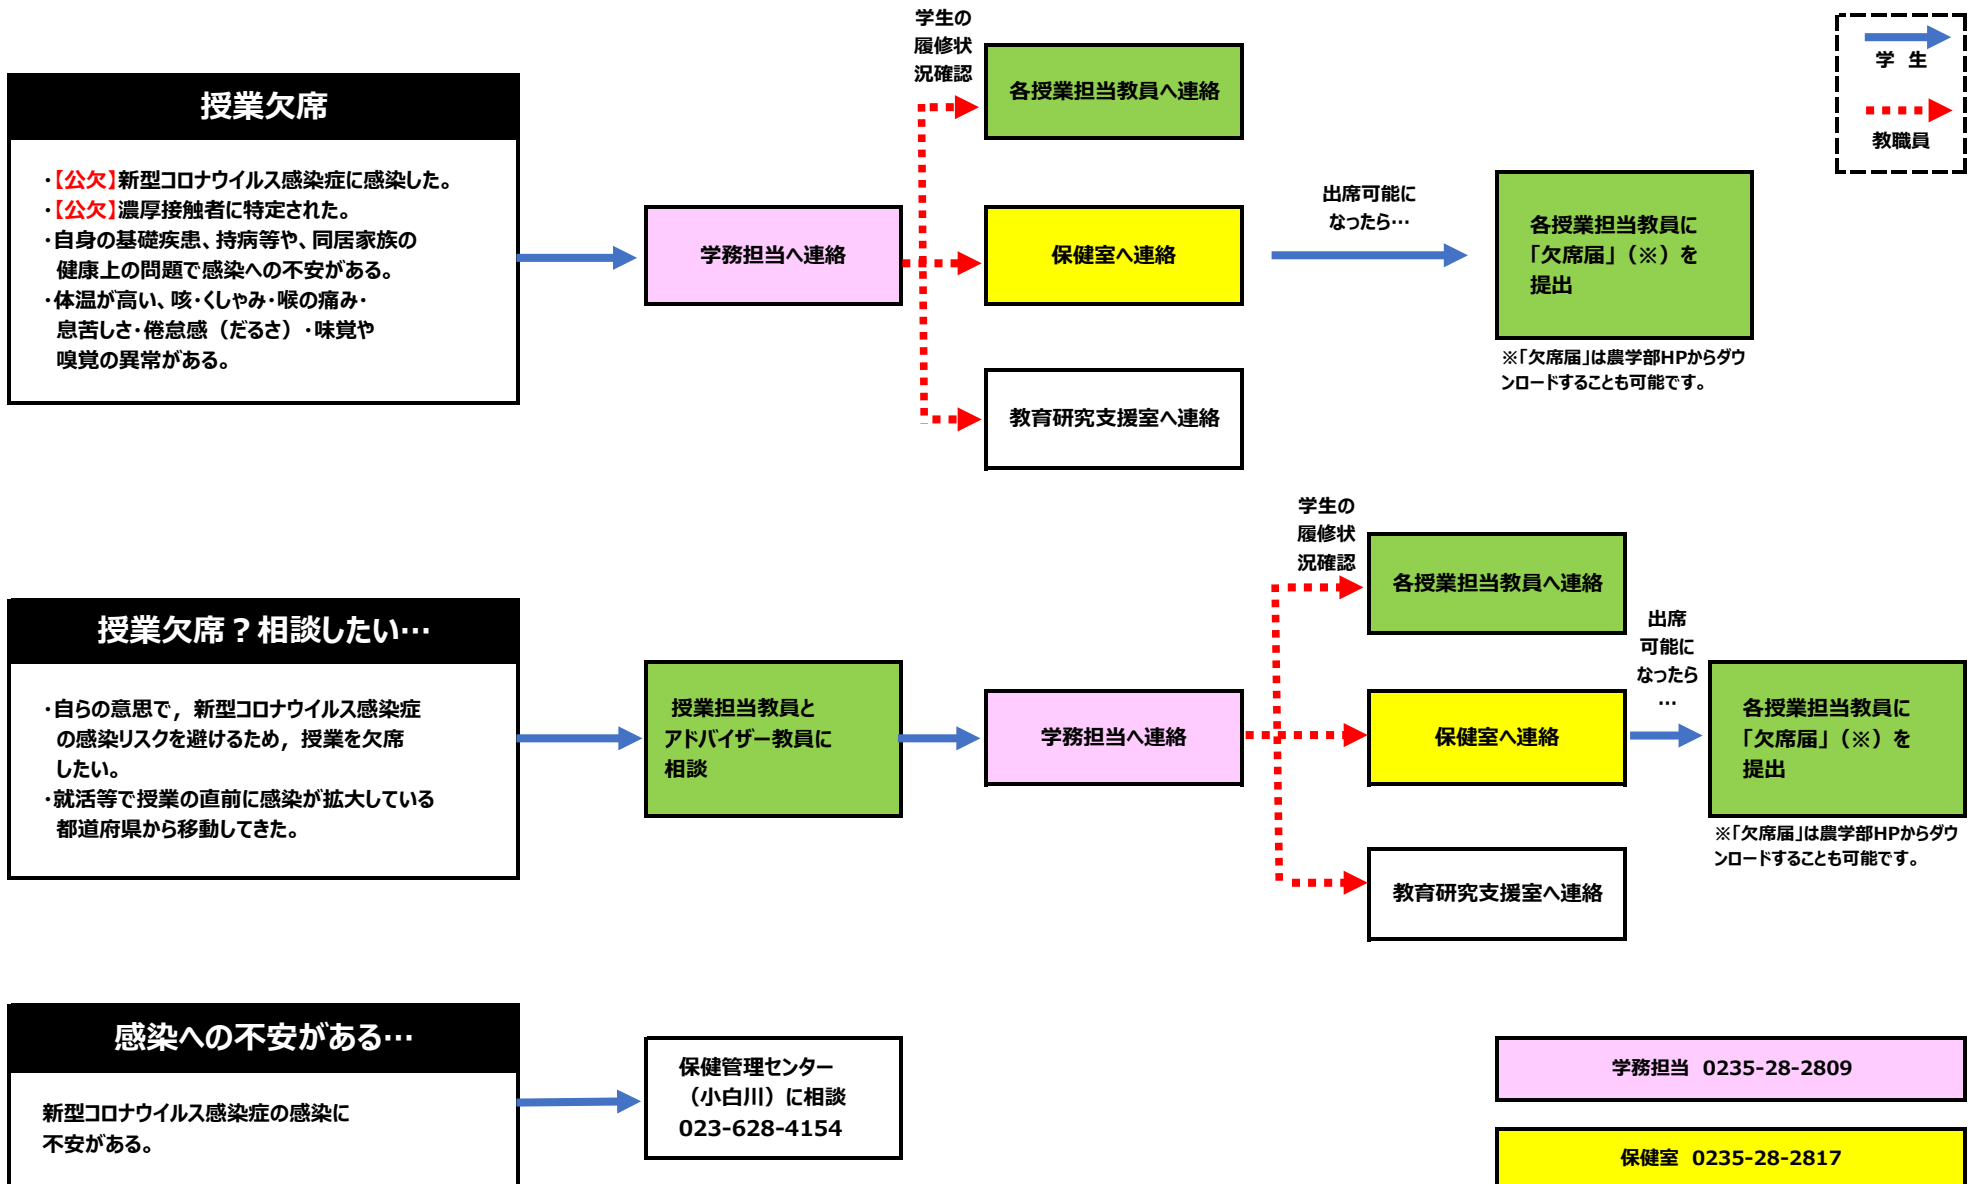 学生の
履修状
況確認
各授業担当教員へ連絡
学 生
教職員
授業欠席
・【公欠】新型コロナウイルス感染症に感染した。
・【公欠】濃厚接触者に特定された。
・自身の基礎疾患、持病等や、同居家族の
健康上の問題で感染への不安がある。
・体温が高い、咳・くしゃみ・喉の痛み・
息苦しさ・倦怠感（だるさ）・味覚や
嗅覚の異常がある。
学務担当へ連絡
保健室へ連絡
教育研究支援室へ連絡
出席可能に
なったら…
各授業担当教員に
「欠席届」（※）を
提出
※「欠席届」は農学部HPからダウ
ンロードすることも可能です。
授業欠席？相談したい…
・自らの意思で，新型コロナウイルス感染症
の感染リスクを避けるため，授業を欠席
したい。
・就活等で授業の直前に感染が拡大している
都道府県から移動してきた。
授業担当教員と
アドバイザー教員に
相談
学務担当へ連絡
学生の
履修状
況確認
各授業担当教員へ連絡
保健室へ連絡
教育研究支援室へ連絡
出席
可能に
なったら
…
各授業担当教員に
「欠席届」（※）を
提出
※「欠席届」は農学部HPからダウ
ンロードすることも可能です。
感染への不安がある…
新型コロナウイルス感染症の感染に
不安がある。
保健管理センター
（小白川）に相談
023-628-4154
学務担当 0235-28-2809
保健室 0235-28-2817